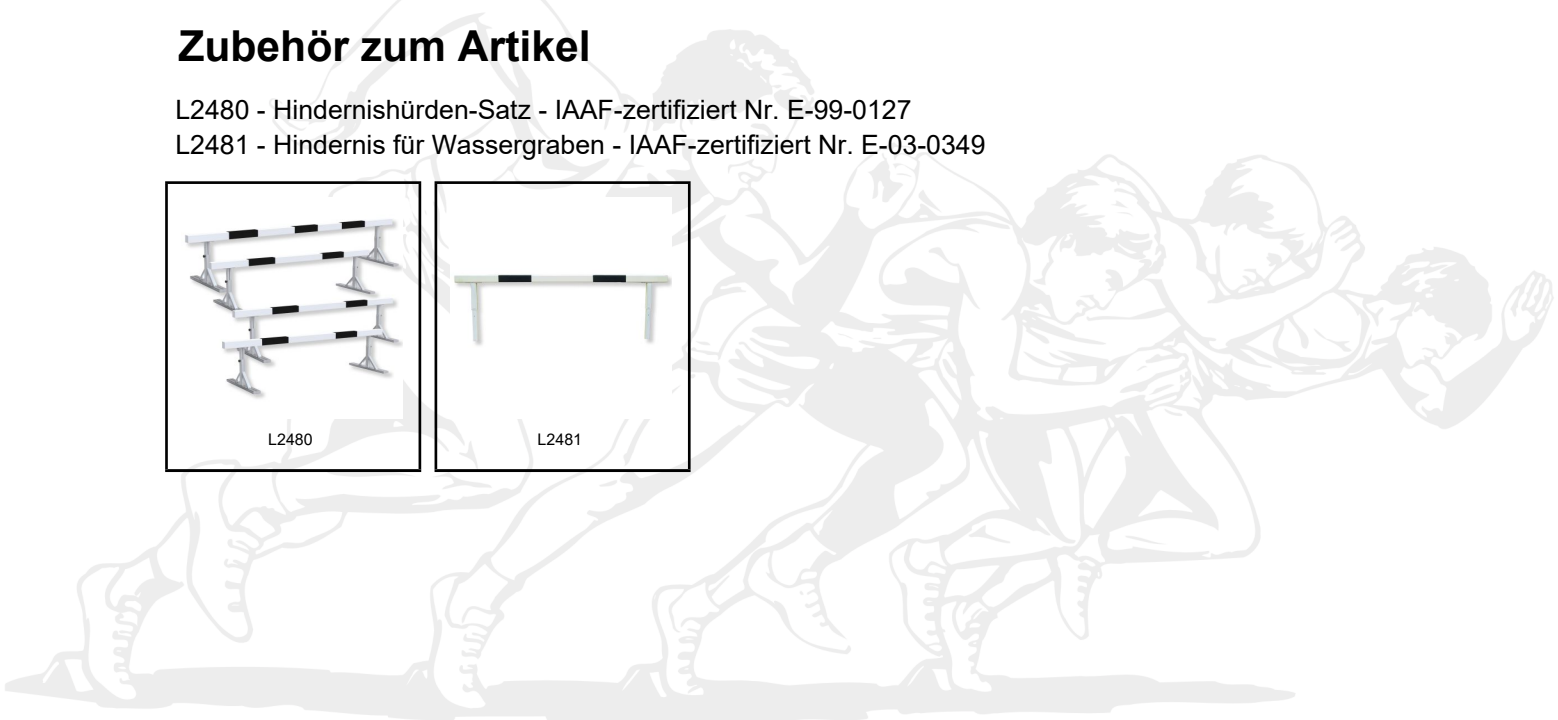 Zubehör zum Artikel
L2480 - Hindernishürden-Satz - IAAF-zertifiziert Nr. E-99-0127
L2481 - Hindernis für Wassergraben - IAAF-zertifiziert Nr. E-03-0349
L2480
L2481